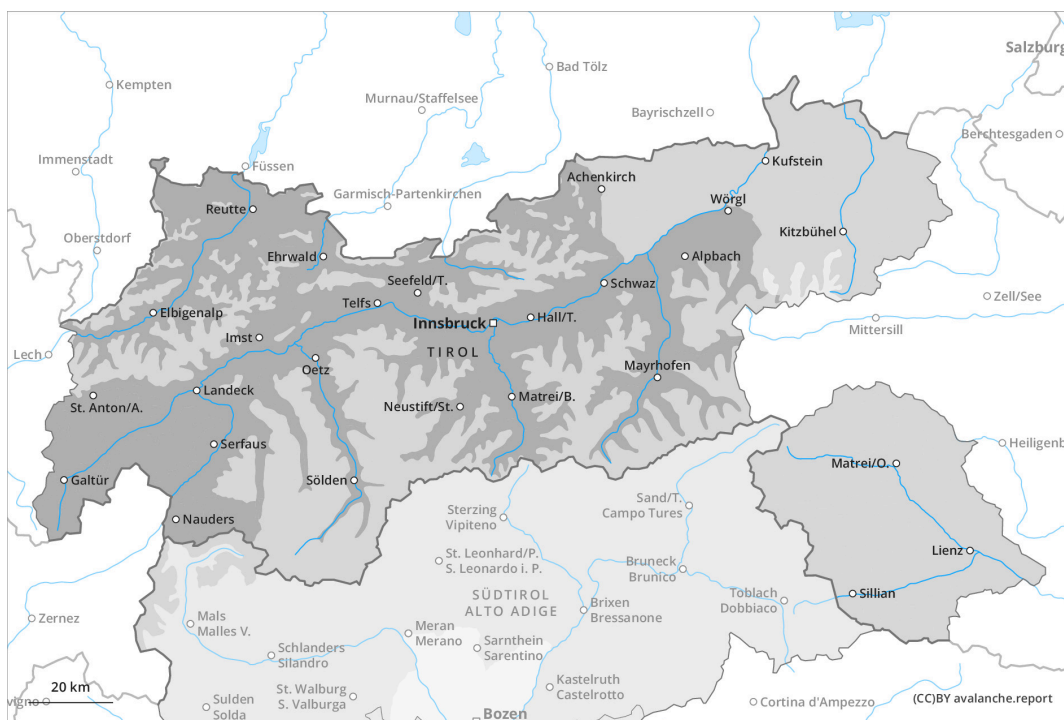 Salzburg
Bad Tölz
Kempten
Murnau/Staffelsee
Bayrischzell
Berchtesgaden
Immenstadt
Füssen
Kufstein
Achenkirch
Garmisch-Partenkirchen
Reutte
Wörgl
Kitzbühel
Oberstdorf
Ehrwald
Alpbach
Seefeld/T.
Schwaz
Zell/See
Telfs
Elbigenalp
Innsbruck
Hall/T.
Mittersill
Imst
TIROL
Lech
Oetz
Mayrhofen
Landeck
St. Anton/A.
Neustift/St.
Matrei/B.
Serfaus
Heiligenb
Matrei/O.
Galtür
Sölden
Sand/T.
Campo Tures
Sterzing
Vipiteno
Nauders
Lienz
St. Leonhard/P.
S. Leonardo i. P.
Bruneck
Brunico
SÜDTIROL
ALTO ADIGE
Sillian
Toblach
Dobbiaco
Brixen
Bressanone
Zernez
Mals
Malles V.
Meran
Merano
Sarnthein
Sarentino
Schlanders
Silandro
20 km
vigno
Sulden
Solda
St. Walburg
S. Valburga
Kastelruth
Castelrotto
Cortina d'Ampezzo
(CC)BY avalanche.report
Bozen